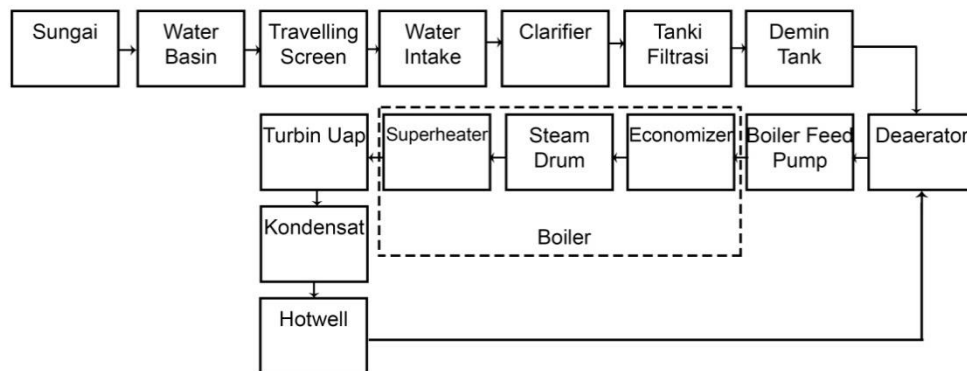 Sungai
Water
Basin
Travelling
Screen
Water
Intake
Clarifier
Tanki
Filtrasi
Demin
Tank
Turbin Uap
Superheater
Steam
Drum
Economizer
Boiler Feed
Pump
Deaerator
Boiler
Kondensat
Hotwell